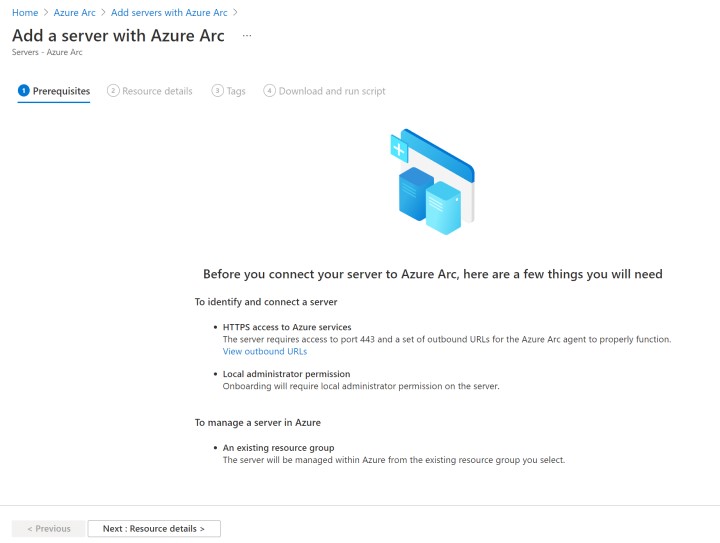 Home > Azure Arc > Add servers with Azure Arc >
Add a server with Azure Arc ...
Servers - Azure Arc
1 Prerequisites 2 Resource details 3 Tags 4 Download and run script
Before you connect your server to Azure Arc, here are a few things you will need
To identify and connect a server
• HTTPS access to Azure services
The server requires access to port 443 and a set of outbound URLs for the Azure Arc agent to properly function.
View outbound URLs
• Local administrator permission
Onboarding will require local administrator permission on the server.
To manage a server in Azure
• An existing resource group
The server will be managed within Azure from the existing resource group you select.
< Previous Next : Resource details >